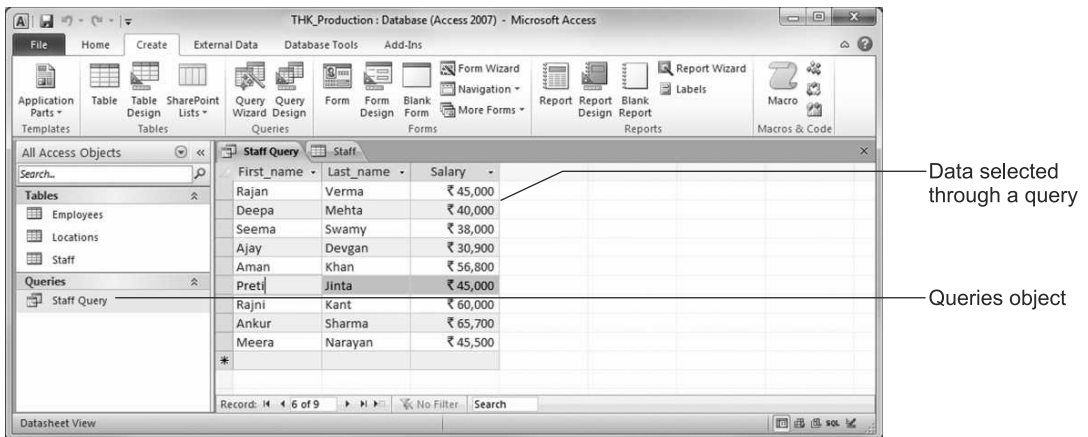 THK_Production : Database (Access 2007) - Microsoft Access
File Home Create External Data Database Tools Add-Ins
Application Parts
Table
Table Design
SharePoint Lists
Query Wizard
Query Design
Form
Form Design
Blank Form
Form Wizard
Navigation
More Forms
Report
Report Design
Blank Report
Report Wizard
Labels
Macro
Templates Tables Queries Forms Reports Macros & Code
All Access Objects
Search...
Tables
Employees
Locations
Staff
Queries
Staff Query
Staff Query Staff
First_name Last_name Salary
Rajan Verma ₹ 45,000
Deepa Mehta ₹ 40,000
Seema Swamy ₹ 38,000
Ajay Devgan ₹ 30,900
Aman Khan ₹ 56,800
Preti Jinta ₹ 45,000
Rajni Kant ₹ 60,000
Ankur Sharma ₹ 65,700
Meera Narayan ₹ 45,500
Record: 6 of 9 No Filter Search
Datasheet View SQL
Data selected
through a query
Queries object